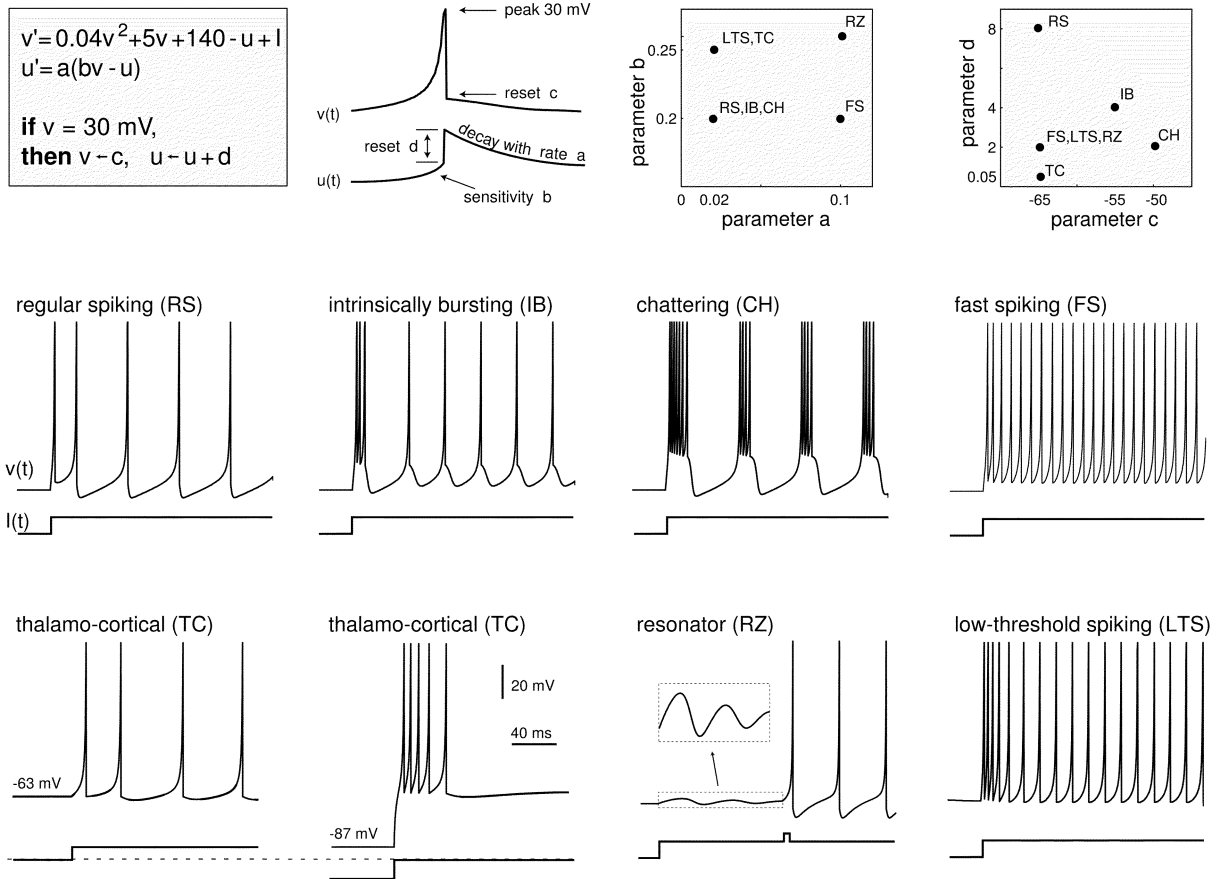 v'=0.04v²+5v+140 - u+I
u'=a(bv - u)
if v = 30 mV,
then v←c, u←u+d
peak 30 mV
reset c
v(t)
reset d
decay with rate a
u(t)
sensitivity b
parameter b
0.25
0.2
LTS,TC
RZ
RS,IB,CH
FS
0 0.02 0.1
parameter a
parameter d
8
4
2
0.05
RS
IB
FS,LTS,RZ
CH
TC
-65 -55 -50
parameter c
regular spiking (RS)
intrinsically bursting (IB)
chattering (CH)
fast spiking (FS)
v(t)
I(t)
thalamo-cortical (TC)
thalamo-cortical (TC)
resonator (RZ)
low-threshold spiking (LTS)
-63 mV
-87 mV
20 mV
40 ms